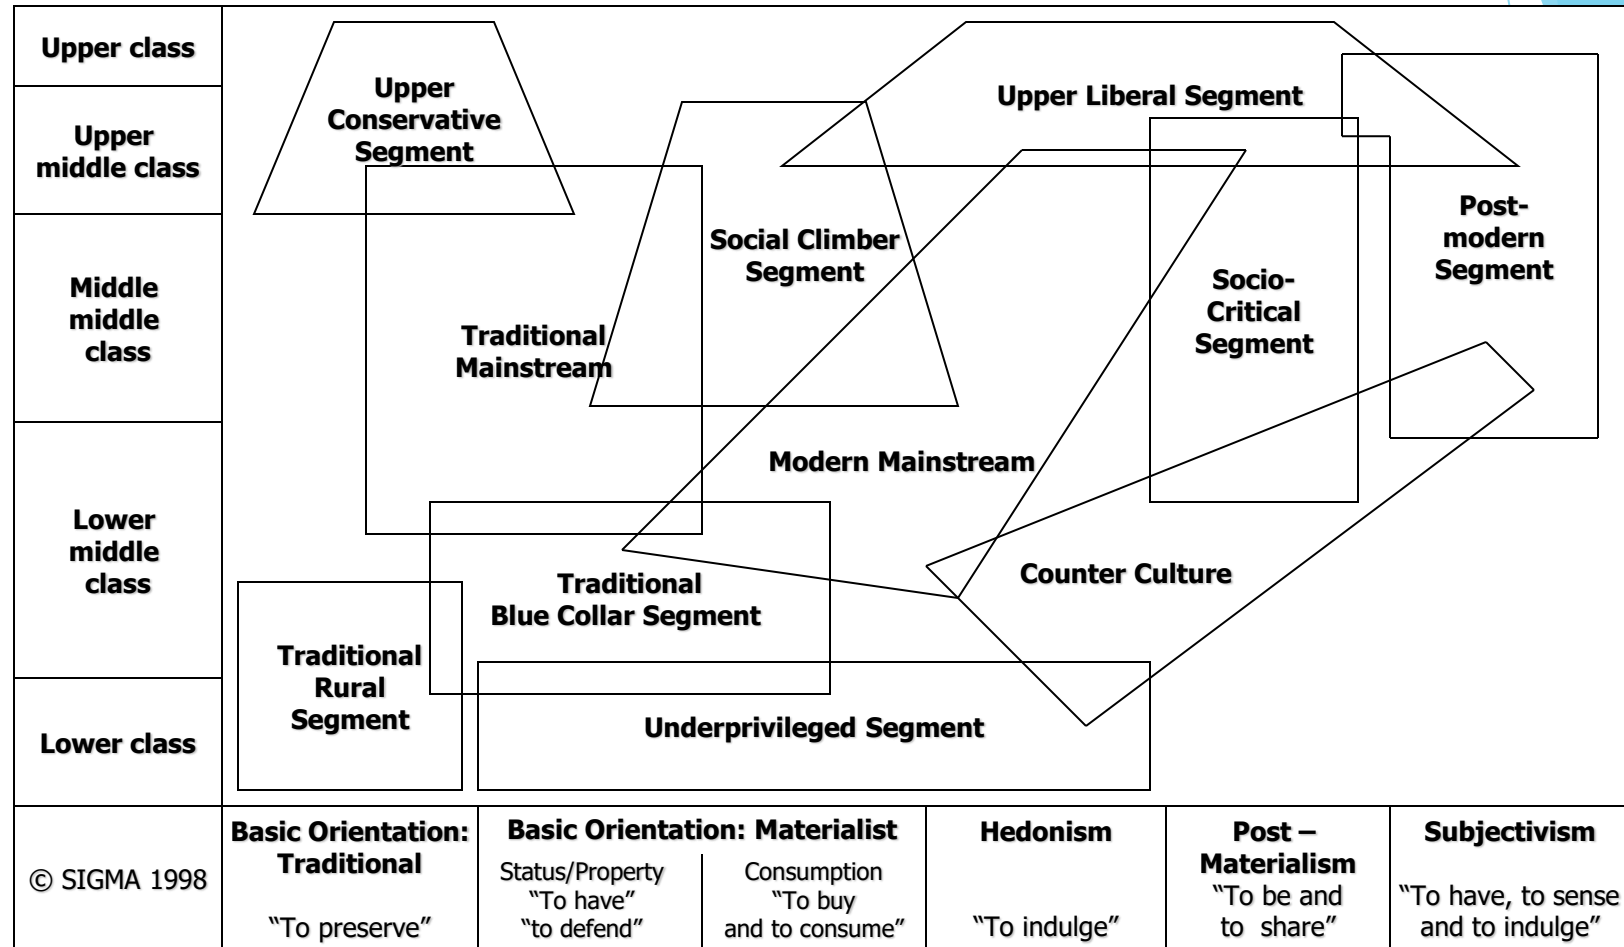 Upper class
Upper
middle class
Middle
middle
class
Lower
middle
class
Lower class
Upper
Conservative
Segment
Upper Liberal Segment
Post-
modern
Segment
Social Climber
Segment
Socio-
Critical
Segment
Traditional
Mainstream
Modern Mainstream
Traditional
Blue Collar Segment
Counter Culture
Traditional
Rural
Segment
Underprivileged Segment
© SIGMA 1998
Basic Orientation:
Traditional
“To preserve”
Basic Orientation: Materialist
Status/Property
“To have”
“to defend”
Consumption
“To buy
and to consume”
Hedonism
“To indulge”
Post –
Materialism
“To be and
to share”
Subjectivism
“To have, to sense
and to indulge”